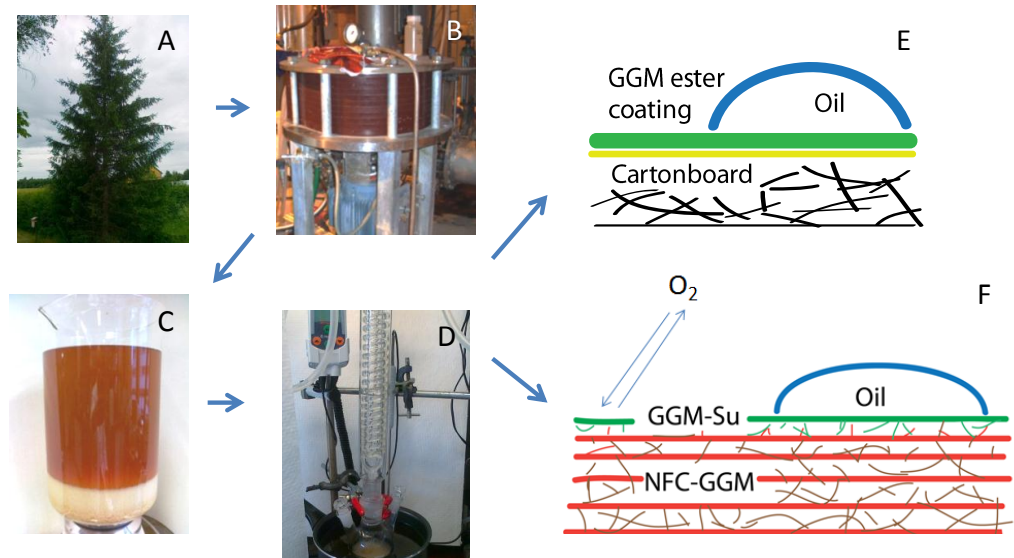 A
B
E
GGM ester
coating
Oil
Cartonboard
C
D
O₂
F
GGM-Su
Oil
NFC-GGM